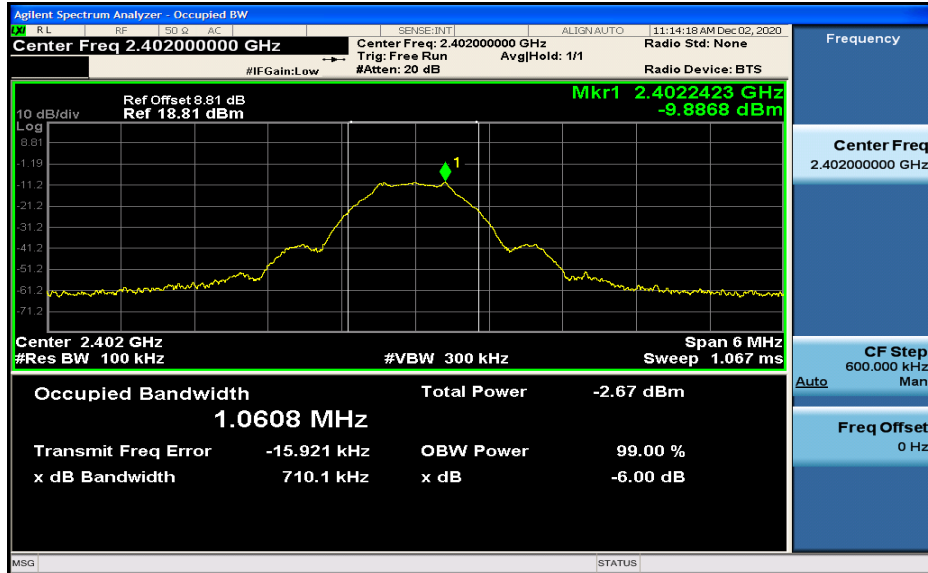 Agilent Spectrum Analyzer - Occupied BW
LXI RL RF 50 Ω AC SENSE:INT ALIGN AUTO 11:14:18 AM Dec 02, 2020
Center Freq 2.402000000 GHz
Center Freq: 2.402000000 GHz
Radio Std: None
Trig: Free Run Avg|Hold: 1/1
#IFGain:Low #Atten: 20 dB
Radio Device: BTS
Frequency
Mkr1 2.4022423 GHz
-9.8868 dBm
Ref Offset 8.81 dB
10 dB/div Ref 18.81 dBm
Log
8.81
-1.19
-11.2
-21.2
-31.2
-41.2
-51.2
-61.2
-71.2
1
Center 2.402 GHz Span 6 MHz
#Res BW 100 kHz #VBW 300 kHz Sweep 1.067 ms
Occupied Bandwidth Total Power -2.67 dBm
1.0608 MHz
Transmit Freq Error -15.921 kHz OBW Power 99.00 %
x dB Bandwidth 710.1 kHz x dB -6.00 dB
Center Freq
2.402000000 GHz
CF Step
600.000 kHz
Auto Man
Freq Offset
0 Hz
MSG STATUS